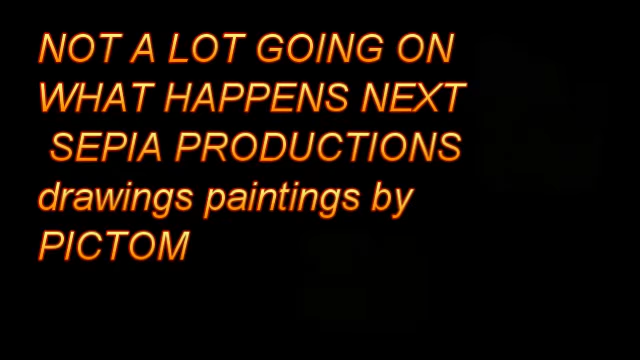 NOT A LOT GOING ON
WHAT HAPPENS NEXT
SEPIA PRODUCTIONS
drawings paintings by
PICTOM